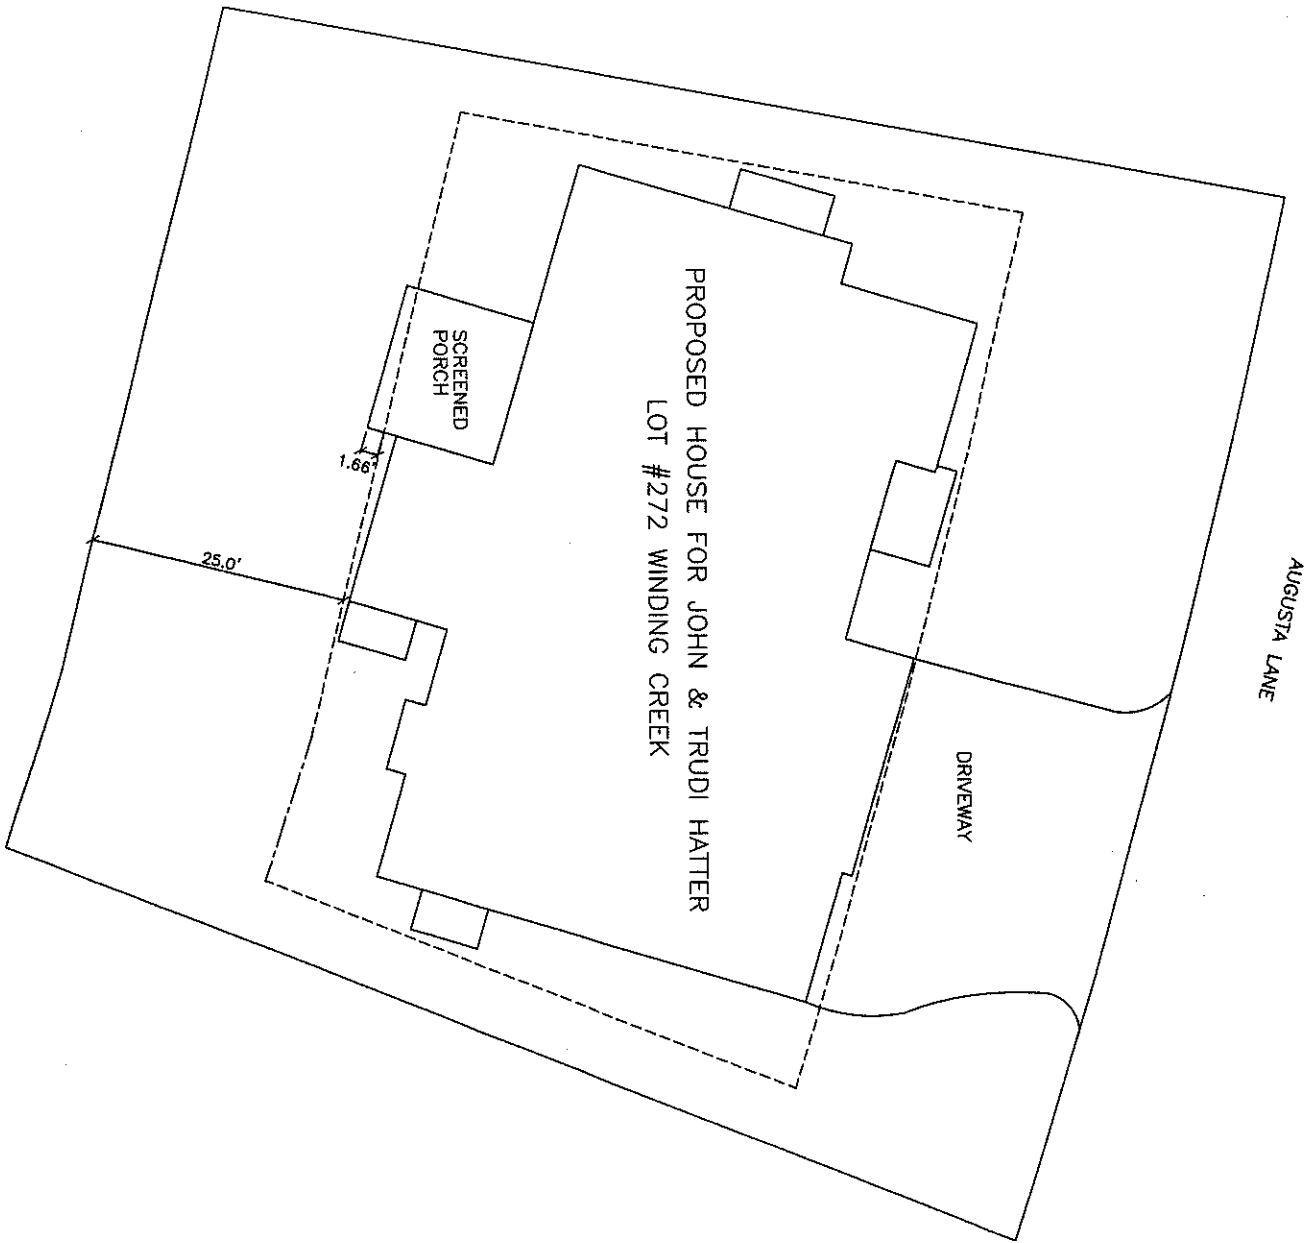 AUGUSTA LANE
DRIVEWAY
PROPOSED HOUSE FOR JOHN & TRUDI HATTER
LOT #272 WINDING CREEK
SCREENED
PORCH
1.66'
25.0'